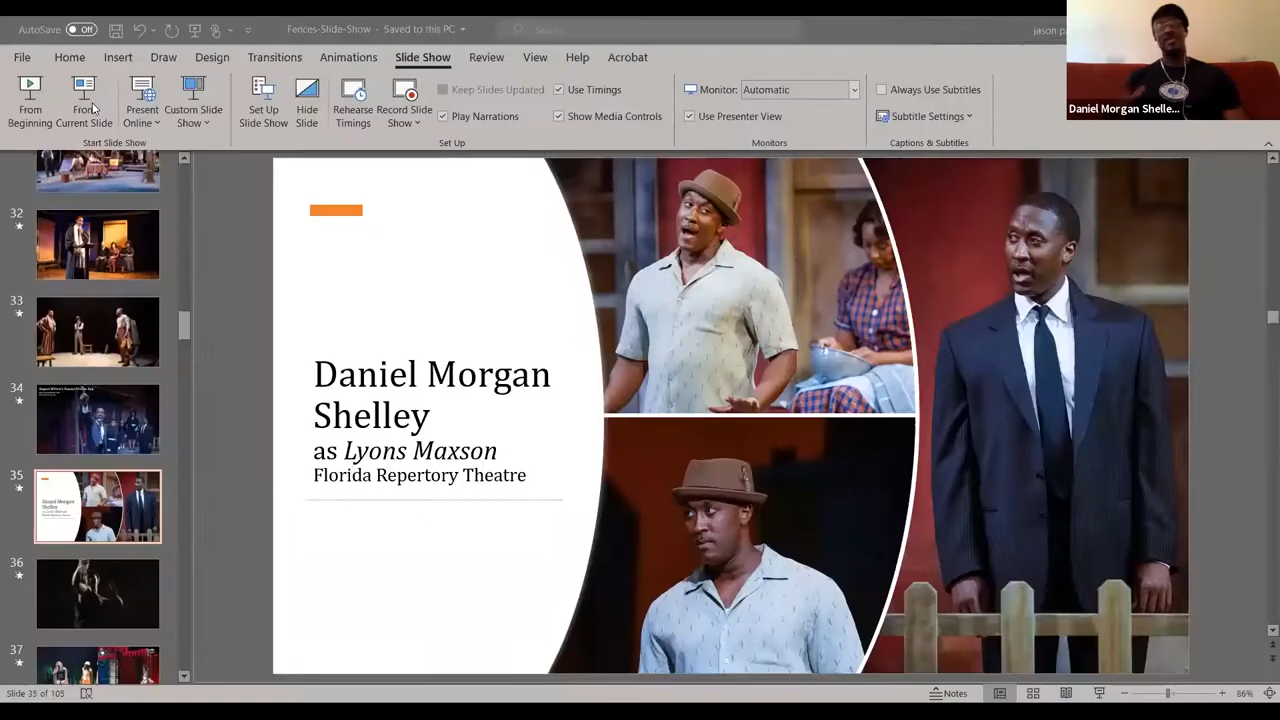 AutoSave Off Fences-Slide-Show - Saved to this PC
Daniel Morgan Shelle...
File Home Insert Draw Design Transitions Animations Slide Show Review View Help Acrobat
From Beginning
From Current Slide
Present Online
Custom Slide Show
Start Slide Show
Set Up Slide Show
Hide Slide
Rehearse Timings
Record Slide Show
Keep Slides Updated
Play Narrations
Use Timings
Show Media Controls
Set Up
Monitor: Automatic
Use Presenter View
Monitors
Always Use Subtitles
Subtitle Settings
Captions & Subtitles
32
33
34
35
36
37
Daniel Morgan
Shelley
as Lyons Maxson
Florida Repertory Theatre
Slide 35 of 105 Notes 86%